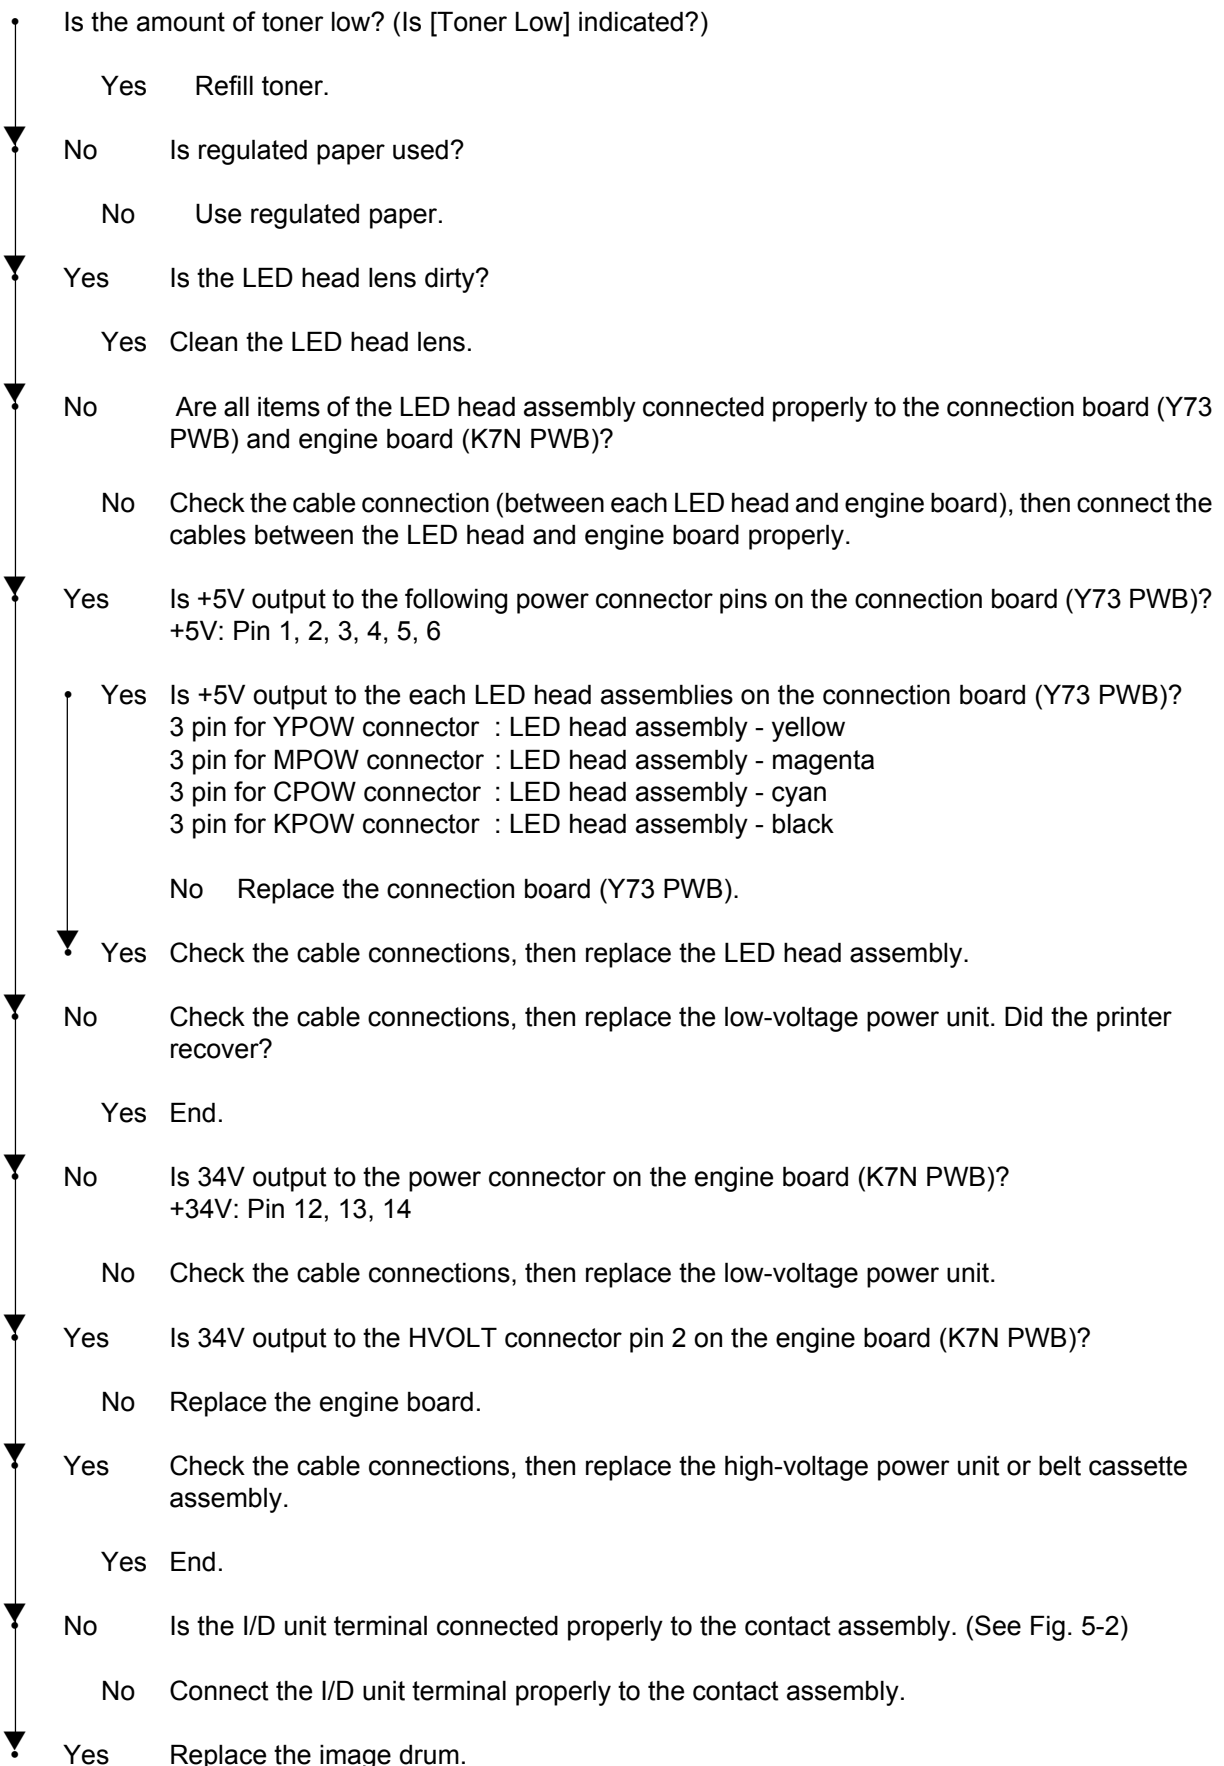 Is the amount of toner low? (Is [Toner Low] indicated?)
Yes Refill toner.
No Is regulated paper used?
No Use regulated paper.
Yes Is the LED head lens dirty?
Yes Clean the LED head lens.
No Are all items of the LED head assembly connected properly to the connection board (Y73
PWB) and engine board (K7N PWB)?
No Check the cable connection (between each LED head and engine board), then connect the
cables between the LED head and engine board properly.
Yes Is +5V output to the following power connector pins on the connection board (Y73 PWB)?
+5V: Pin 1, 2, 3, 4, 5, 6
Yes Is +5V output to the each LED head assemblies on the connection board (Y73 PWB)?
3 pin for YPOW connector : LED head assembly - yellow
3 pin for MPOW connector : LED head assembly - magenta
3 pin for CPOW connector : LED head assembly - cyan
3 pin for KPOW connector : LED head assembly - black
No Replace the connection board (Y73 PWB).
Yes Check the cable connections, then replace the LED head assembly.
No Check the cable connections, then replace the low-voltage power unit. Did the printer
recover?
Yes End.
No Is 34V output to the power connector on the engine board (K7N PWB)?
+34V: Pin 12, 13, 14
No Check the cable connections, then replace the low-voltage power unit.
Yes Is 34V output to the HVOLT connector pin 2 on the engine board (K7N PWB)?
No Replace the engine board.
Yes Check the cable connections, then replace the high-voltage power unit or belt cassette
assembly.
Yes End.
No Is the I/D unit terminal connected properly to the contact assembly. (See Fig. 5-2)
No Connect the I/D unit terminal properly to the contact assembly.
Yes Replace the image drum.